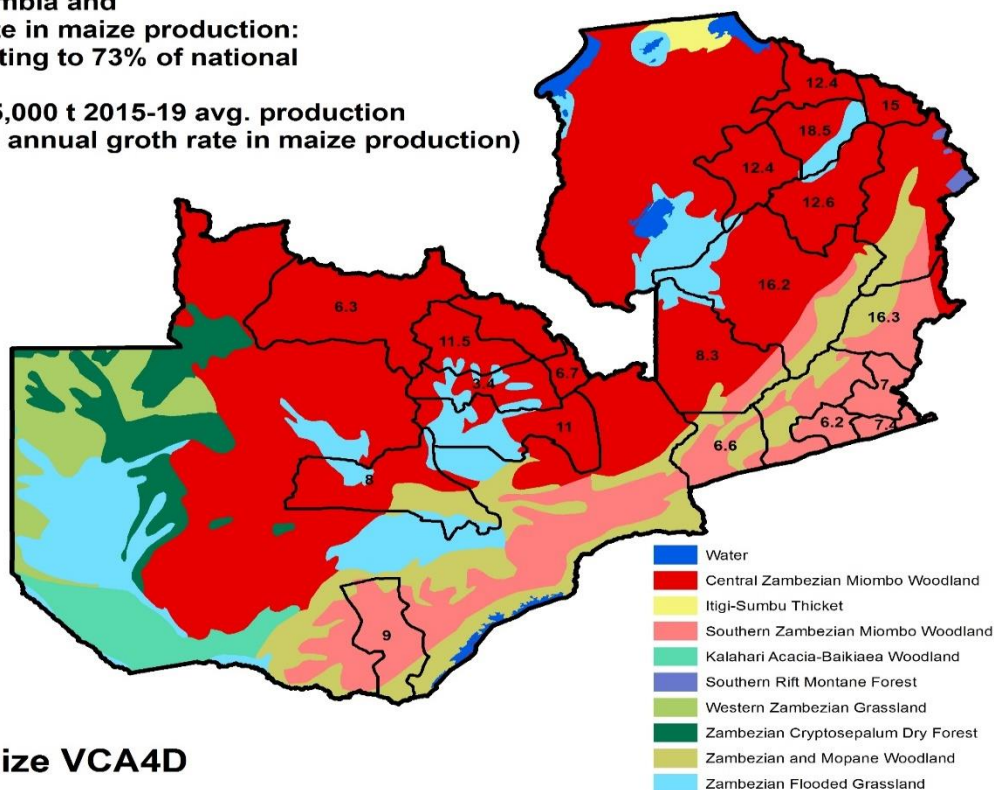 mbia and
te in maize production:
ting to 73% of national
5,000 t 2015-19 avg. production
annual groth rate in maize production)
12.4
15
18.5
12.4
12.6
16.2
6.3
16.3
11.5
8.3
6.7
3.4
7
11
6.2
7.4
6.6
8
9
Water
Central Zambezian Miombo Woodland
Itigi-Sumbu Thicket
Southern Zambezian Miombo Woodland
Kalahari Acacia-Baikiaea Woodland
Southern Rift Montane Forest
Western Zambezian Grassland
Zambezian Cryptosepalum Dry Forest
Zambezian and Mopane Woodland
Zambezian Flooded Grassland
ize VCA4D